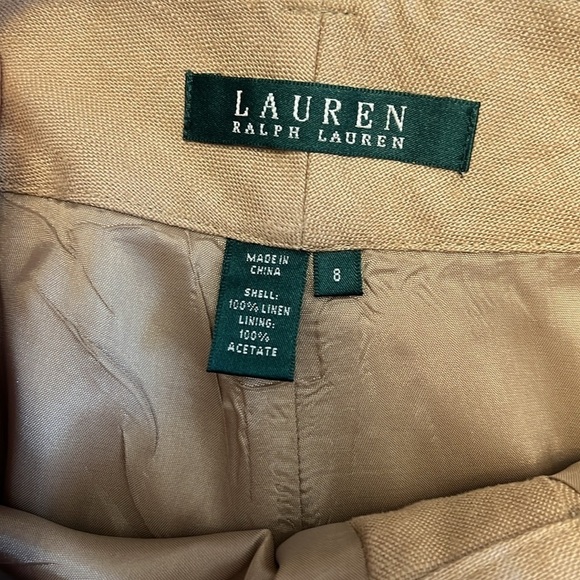 LAUREN
RALPH LAUREN
MADE IN
CHINA
SHELL:
100% LINEN
LINING:
100%
ACETATE
8